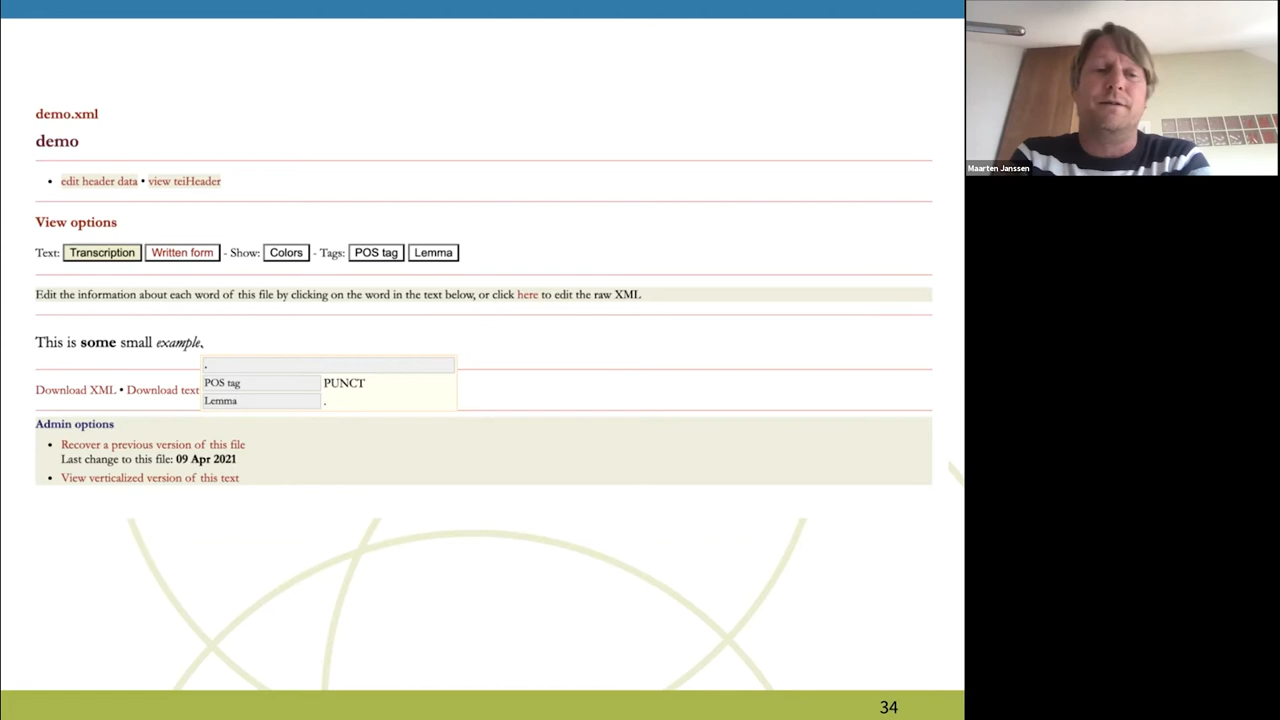 demo.xml
demo
• edit header data • view teiHeader
View options
Text: Transcription Written form - Show: Colors - Tags: POS tag Lemma
Edit the information about each word of this file by clicking on the word in the text below, or click here to edit the raw XML
This is some small example.
.
POS tag PUNCT
Lemma .
Download XML • Download text
Admin options
• Recover a previous version of this file
Last change to this file: 09 Apr 2021
• View verticalized version of this text
34
Maarten Janssen